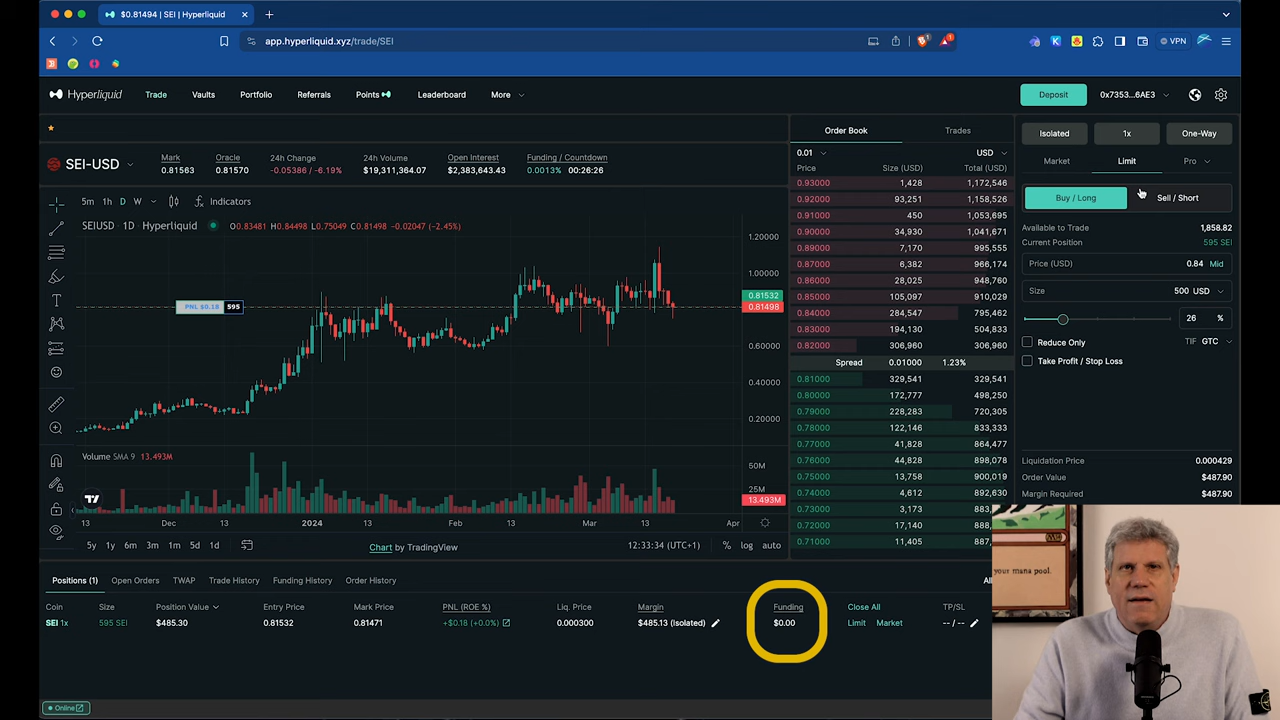 $0.81494 | SEI | Hyperliquid
app.hyperliquid.xyz/trade/SEI
VPN
Hyperliquid Trade Vaults Portfolio Referrals Points Leaderboard More Deposit 0x7353...6AE3
SEI-USD
Mark 0.81563
Oracle 0.81570
24h Change -0.05386 / -6.19%
24h Volume $19,311,364.07
Open Interest $2,383,643.43
Funding / Countdown 0.0013% 00:26:26
5m 1h D W Indicators
SEIUSD · 1D · Hyperliquid O0.83481 H0.84498 L0.75049 C0.81498 -0.02047 (-2.45%)
PNL $0.18 595
1.20000
1.00000
0.81532
0.81498
0.60000
0.40000
0.20000
Volume SMA 9 13.493M
50M
25M
13.493M
13 Dec 13 2024 13 Feb 13 Mar 13 Apr
5y 1y 6m 3m 1m 5d 1d 12:33:34 (UTC+1) % log auto
Chart by TradingView
Order Book Trades
0.01 USD
Price Size (USD) Total (USD)
0.93000 1,428 1,172,546
0.92000 93,251 1,158,526
0.91000 450 1,053,695
0.90000 34,930 1,041,671
0.89000 7,170 995,555
0.87000 6,382 966,174
0.86000 28,025 948,760
0.85000 105,097 910,029
0.84000 284,547 795,462
0.83000 194,130 504,833
0.82000 306,960 306,960
Spread 0.01000 1.23%
0.81000 329,541 329,541
0.80000 172,777 498,250
0.79000 228,283 720,305
0.78000 122,146 833,333
0.77000 41,828 864,477
0.76000 44,828 898,078
0.75000 13,758 900,019
0.74000 4,612 892,630
0.73000 3,173 883,
0.72000 17,140 888,
0.71000 11,405 887,
Isolated 1x One-Way
Market Limit Pro
Buy / Long Sell / Short
Available to Trade 1,858.82
Current Position 595 SEI
Price (USD) 0.84 Mid
Size 500 USD
26 %
Reduce Only TIF GTC
Take Profit / Stop Loss
Liquidation Price 0.000429
Order Value $487.90
Margin Required $487.90
your mana pool.
Positions (1) Open Orders TWAP Trade History Funding History Order History
Coin Size Position Value Entry Price Mark Price PNL (ROE %) Liq. Price Margin Funding Close All TP/SL
SEI 1x 595 SEI $485.30 0.81532 0.81471 +$0.18 (+0.0%) 0.000300 $485.13 (Isolated) $0.00 Limit Market -- / --
Online